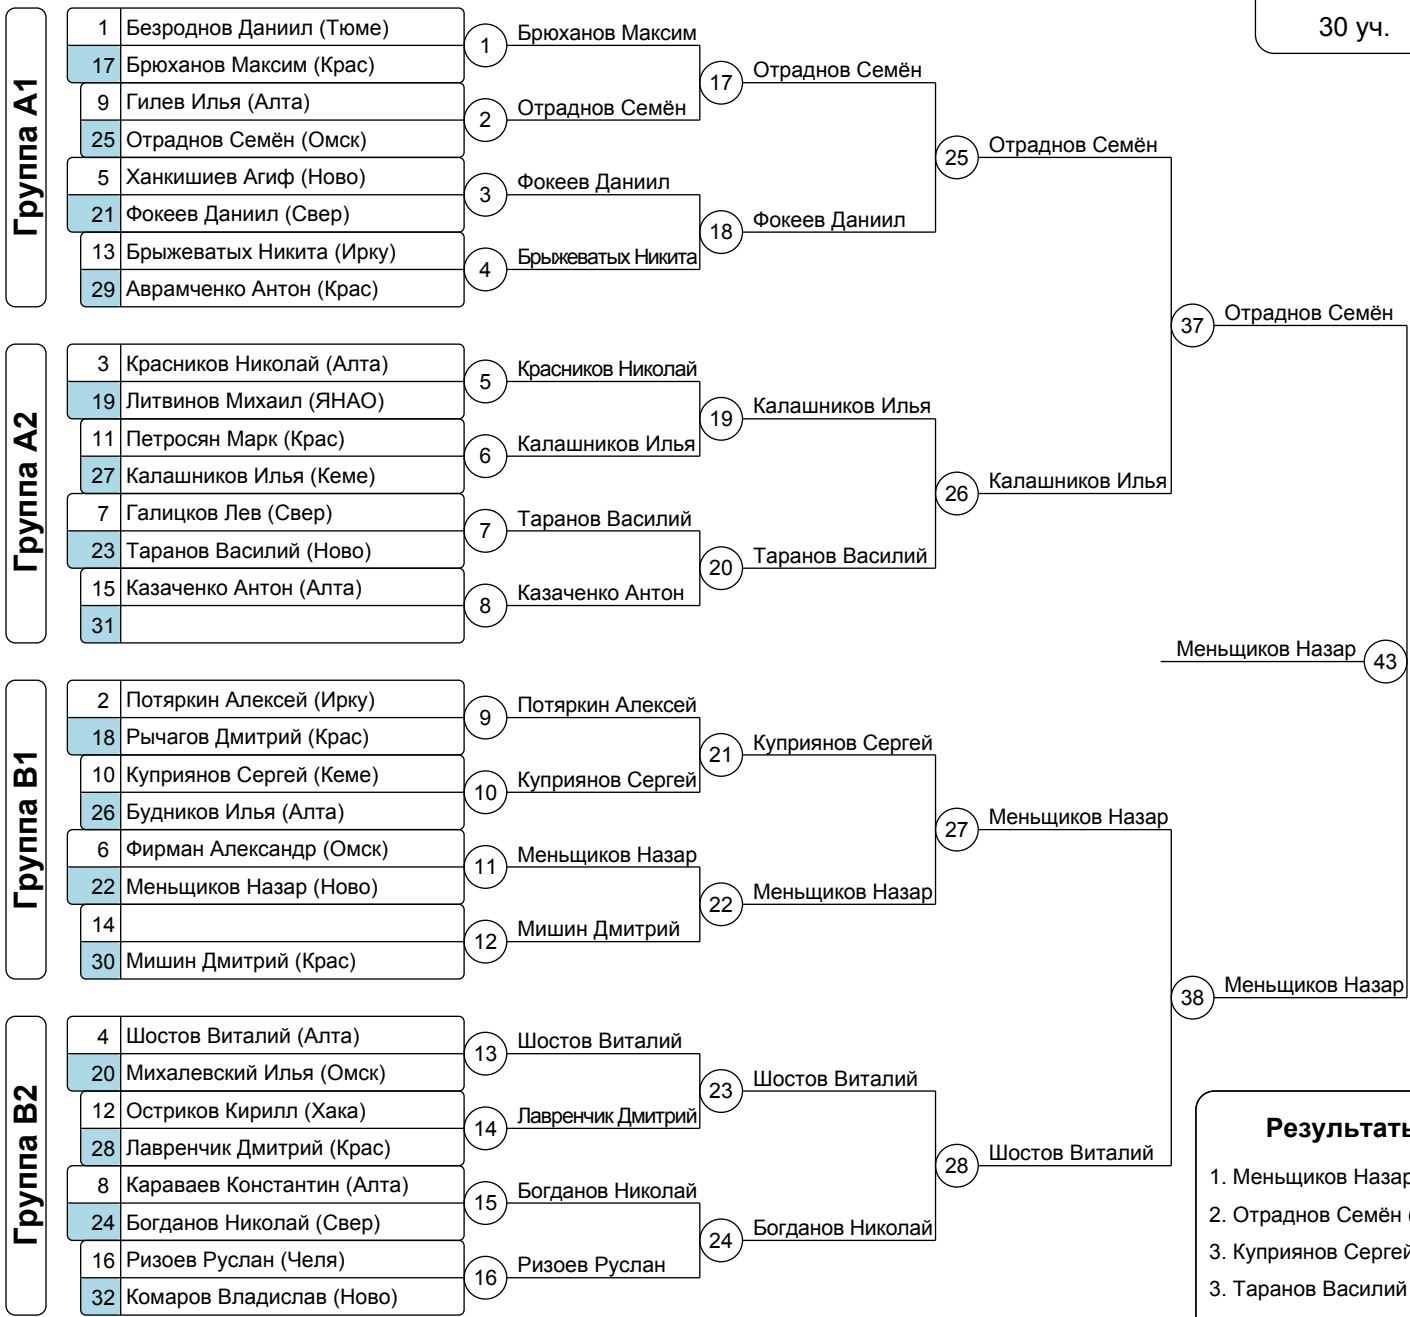 30 уч.
Группа A1
1 Безроднов Даниил (Тюме)
17 Брюханов Максим (Крас)
9 Гилев Илья (Алта)
25 Отраднов Семён (Омск)
5 Ханкишиев Агиф (Ново)
21 Фокеев Даниил (Свер)
13 Брыжеватых Никита (Ирку)
29 Аврамченко Антон (Крас)
1 Брюханов Максим
2 Отраднов Семён
3 Фокеев Даниил
4 Брыжеватых Никита
17 Отраднов Семён
18 Фокеев Даниил
25 Отраднов Семён
Группа A2
3 Красников Николай (Алта)
19 Литвинов Михаил (ЯНАО)
11 Петросян Марк (Крас)
27 Калашников Илья (Кеме)
7 Галицков Лев (Свер)
23 Таранов Василий (Ново)
15 Казаченко Антон (Алта)
31
5 Красников Николай
6 Калашников Илья
7 Таранов Василий
8 Казаченко Антон
19 Калашников Илья
20 Таранов Василий
26 Калашников Илья
37 Отраднов Семён
Меньщиков Назар 43
Группа B1
2 Потяркин Алексей (Ирку)
18 Рычагов Дмитрий (Крас)
10 Куприянов Сергей (Кеме)
26 Будников Илья (Алта)
6 Фирман Александр (Омск)
22 Меньщиков Назар (Ново)
14
30 Мишин Дмитрий (Крас)
9 Потяркин Алексей
10 Куприянов Сергей
11 Меньщиков Назар
12 Мишин Дмитрий
21 Куприянов Сергей
22 Меньщиков Назар
27 Меньщиков Назар
Группа B2
4 Шостов Виталий (Алта)
20 Михалевский Илья (Омск)
12 Остриков Кирилл (Хака)
28 Лавренчик Дмитрий (Крас)
8 Караваев Константин (Алта)
24 Богданов Николай (Свер)
16 Ризоев Руслан (Челя)
32 Комаров Владислав (Ново)
13 Шостов Виталий
14 Лавренчик Дмитрий
15 Богданов Николай
16 Ризоев Руслан
23 Шостов Виталий
24 Богданов Николай
28 Шостов Виталий
38 Меньщиков Назар
Результаты
1. Меньщиков Назар
2. Отраднов Семён (
3. Куприянов Сергей
3. Таранов Василий